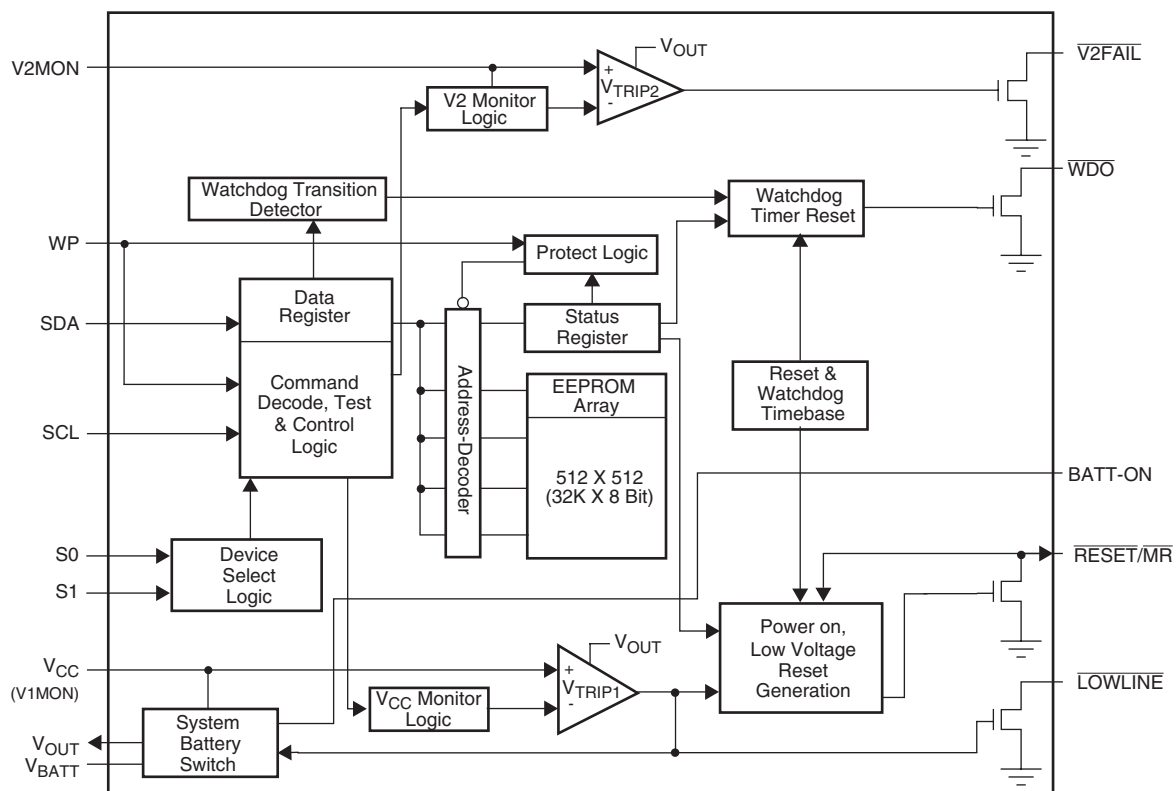 V2MON
V2 Monitor
Logic
+
VTRIP2
-
VOUT
V2FAIL
Watchdog Transition
Detector
Watchdog
Timer Reset
WDO
WP
Protect Logic
SDA
Data
Register
Status
Register
Command
Decode, Test
& Control
Logic
SCL
Address-Decoder
EEPROM
Array
512 X 512
(32K X 8 Bit)
Reset &
Watchdog
Timebase
BATT-ON
S0
S1
Device
Select
Logic
RESET/MR
Power on,
Low Voltage
Reset
Generation
VCC
(V1MON)
VCC Monitor
Logic
+
VTRIP1
-
VOUT
LOWLINE
System
Battery
Switch
VOUT
VBATT